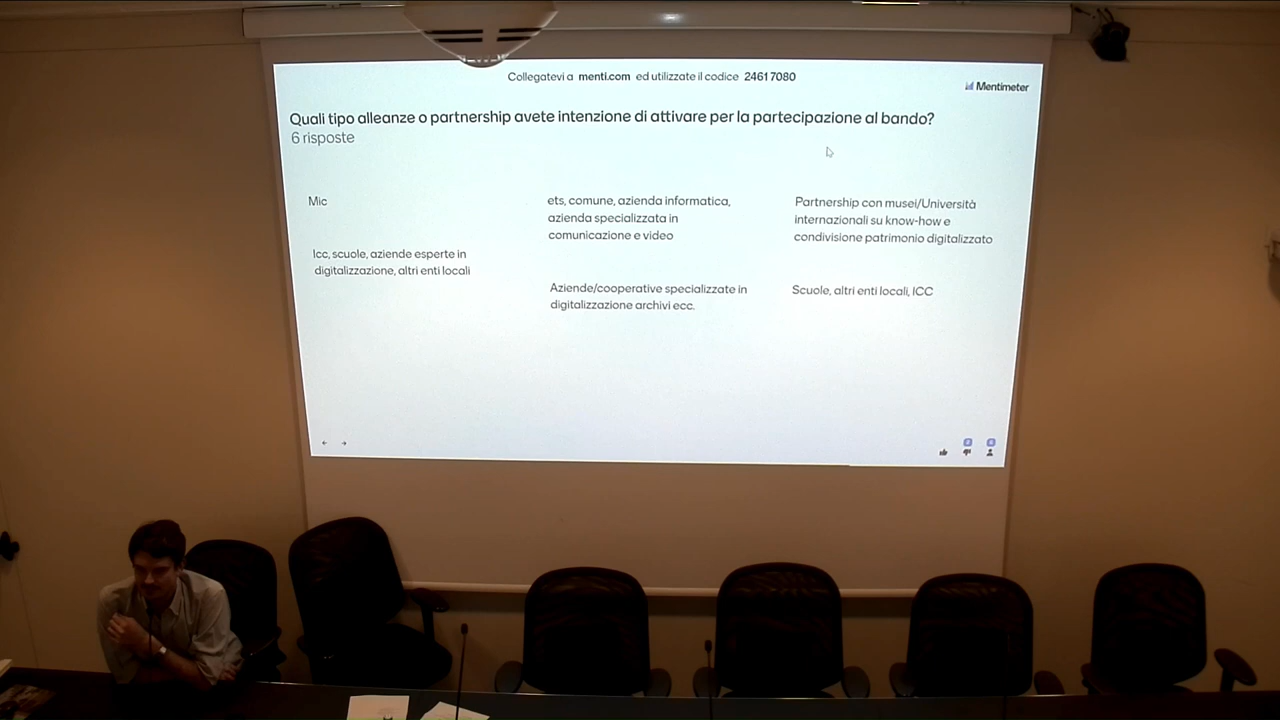 Collegatevi a menti.com ed utilizzate il codice 2461 7080
Mentimeter
Quali tipo alleanze o partnership avete intenzione di attivare per la partecipazione al bando?
6 risposte
Mic
Icc, scuole, aziende esperte in
digitalizzazione, altri enti locali
ets, comune, azienda informatica,
azienda specializzata in
comunicazione e video
Aziende/cooperative specializzate in
digitalizzazione archivi ecc.
Partnership con musei/Università
internazionali su know-how e
condivisione patrimonio digitalizzato
Scuole, altri enti locali, ICC